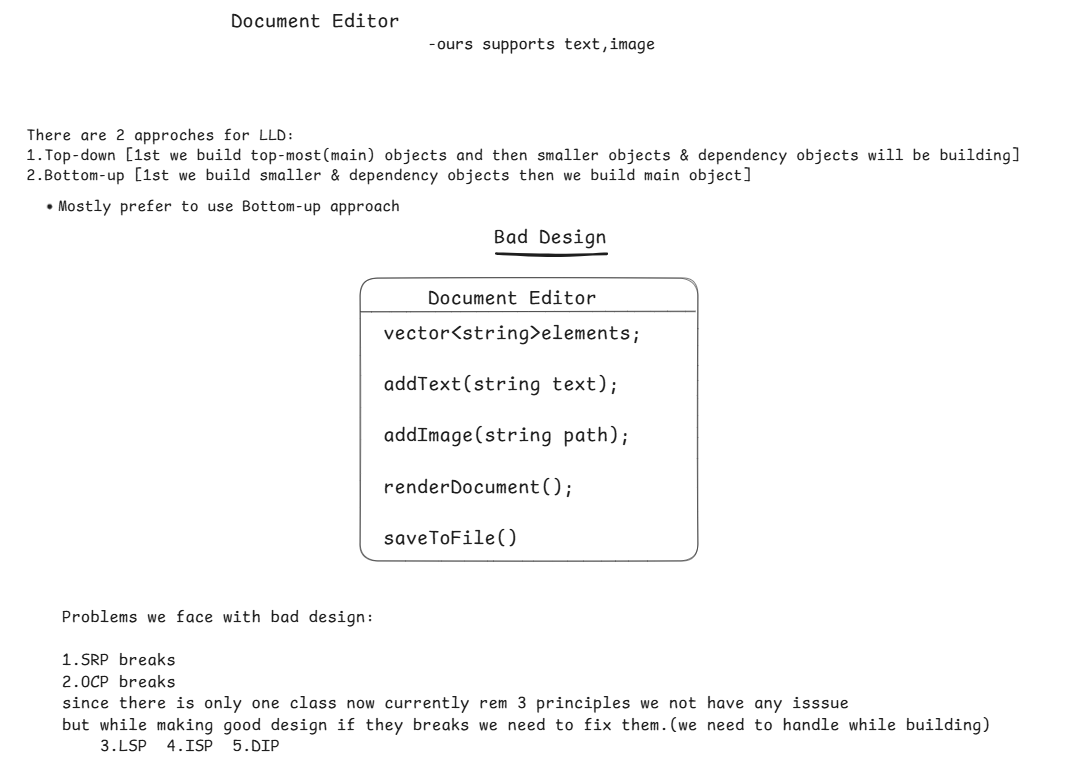 Document Editor
-ours supports text,image
There are 2 approches for LLD:
1.Top-down [1st we build top-most(main) objects and then smaller objects & dependency objects will be building]
2.Bottom-up [1st we build smaller & dependency objects then we build main object]
• Mostly prefer to use Bottom-up approach
Bad Design
Document Editor
vector<string>elements;
addText(string text);
addImage(string path);
renderDocument();
saveToFile()
Problems we face with bad design:
1.SRP breaks
2.OCP breaks
since there is only one class now currently rem 3 principles we not have any isssue
but while making good design if they breaks we need to fix them.(we need to handle while building)
3.LSP 4.ISP 5.DIP